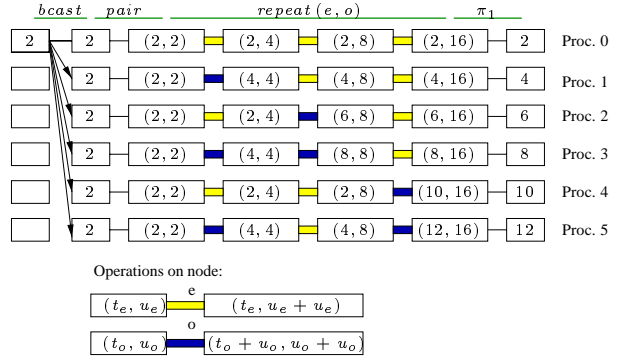 bcast pair repeat (e, o) π1
2 2 (2, 2) (2, 4) (2, 8) (2, 16) 2 Proc. 0
2 (2, 2) (4, 4) (4, 8) (4, 16) 4 Proc. 1
2 (2, 2) (2, 4) (6, 8) (6, 16) 6 Proc. 2
2 (2, 2) (4, 4) (8, 8) (8, 16) 8 Proc. 3
2 (2, 2) (2, 4) (2, 8) (10, 16) 10 Proc. 4
2 (2, 2) (4, 4) (4, 8) (12, 16) 12 Proc. 5
Operations on node:
e
(te, ue) (te, ue + ue)
o
(to, uo) (to + uo, uo + uo)